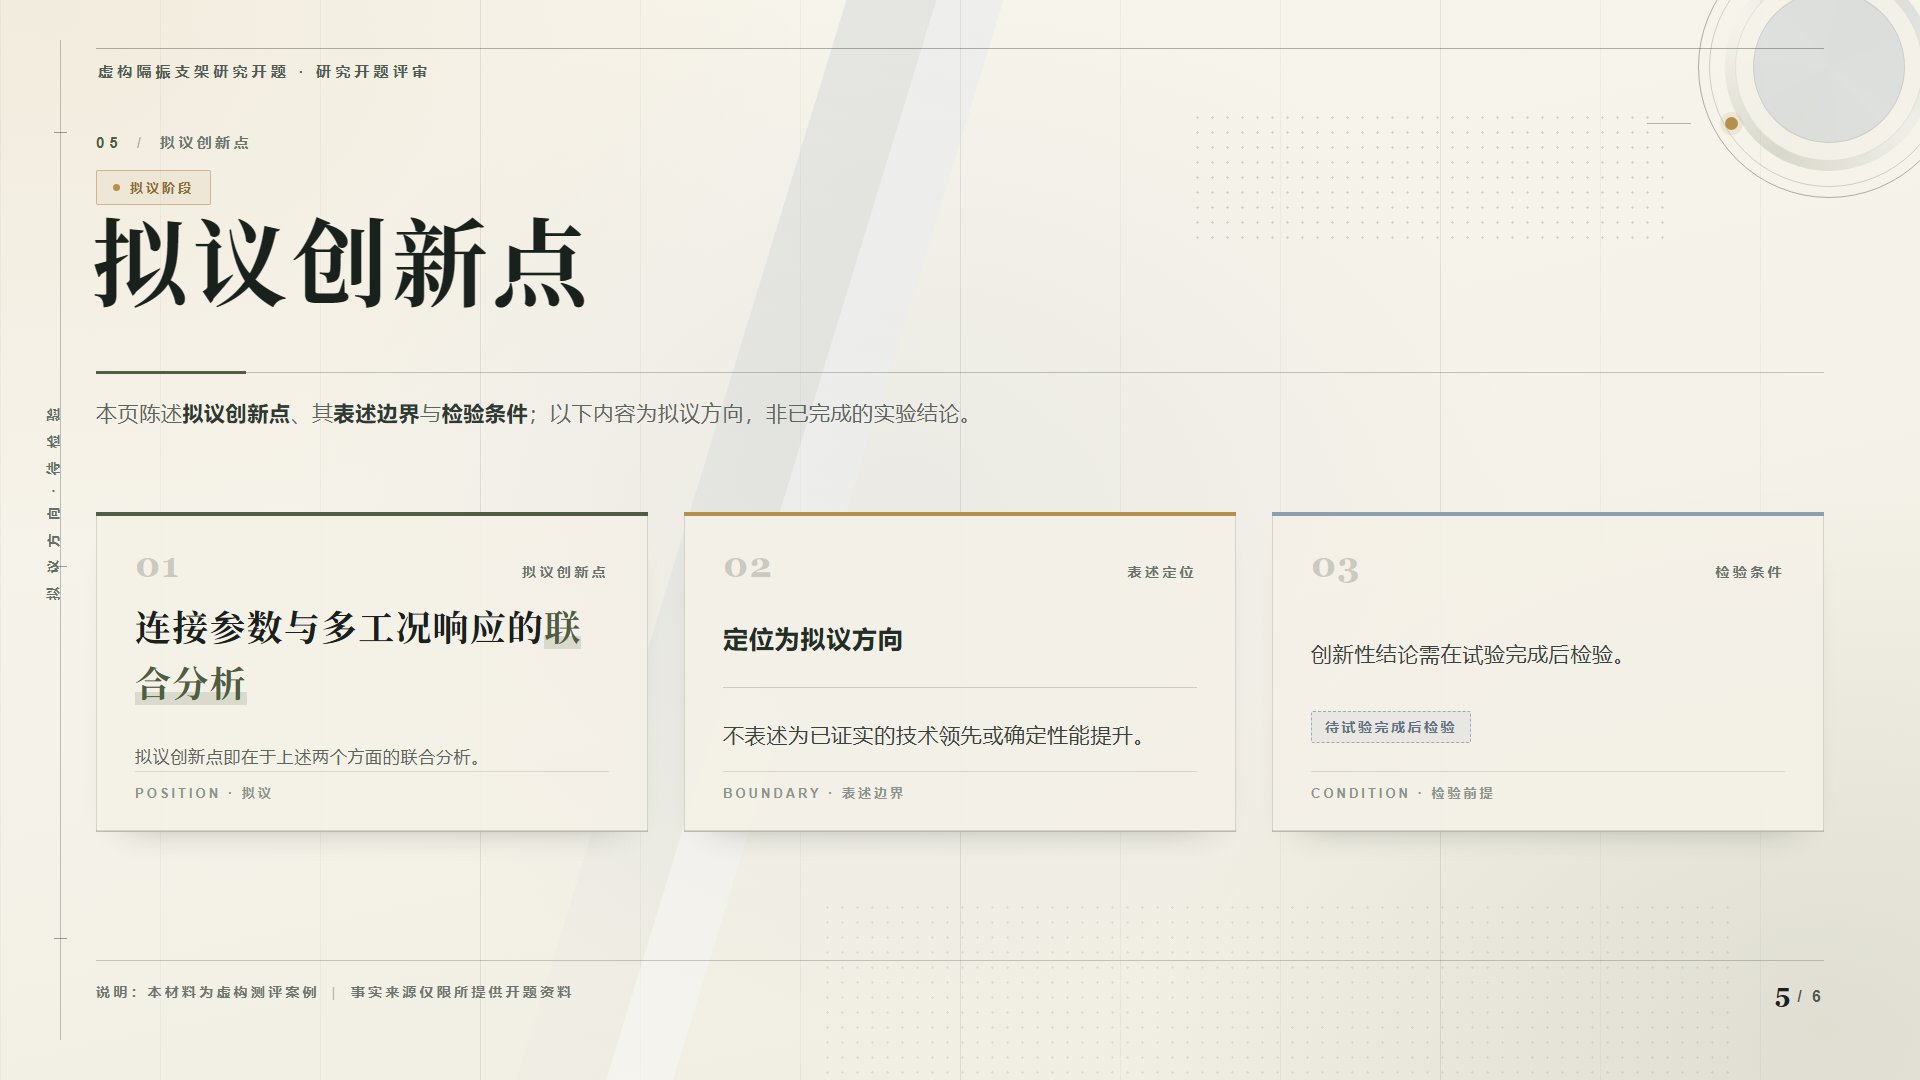 虚构隔振支架研究开题 · 研究开题评审
05 / 拟议创新点
拟议阶段
拟议创新点
本页陈述拟议创新点、其表述边界与检验条件；以下内容为拟议方向，非已完成的实验结论。
拟议方向·待检验
01
拟议创新点
连接参数与多工况响应的联
合分析
拟议创新点即在于上述两个方面的联合分析。
POSITION · 拟议
02
表述定位
定位为拟议方向
不表述为已证实的技术领先或确定性能提升。
BOUNDARY · 表述边界
03
检验条件
创新性结论需在试验完成后检验。
待试验完成后检验
CONDITION · 检验前提
说明：本材料为虚构测评案例 | 事实来源仅限所提供开题资料
5 / 6